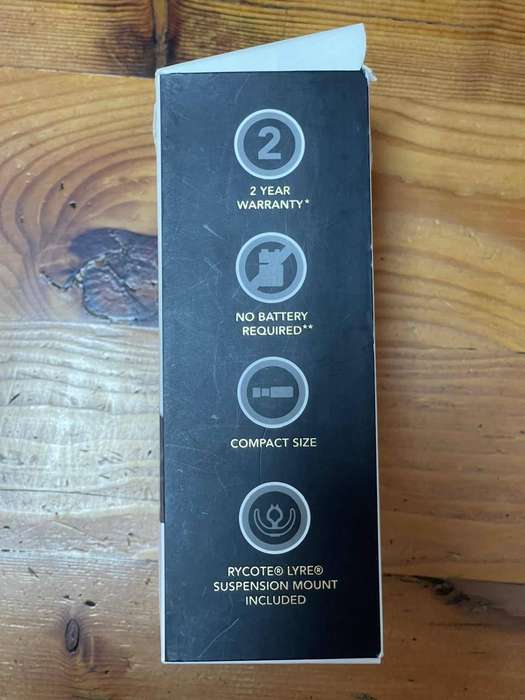 2
2 YEAR
WARRANTY*
NO BATTERY
REQUIRED**
COMPACT SIZE
RYCOTE® LYRE®
SUSPENSION MOUNT
INCLUDED